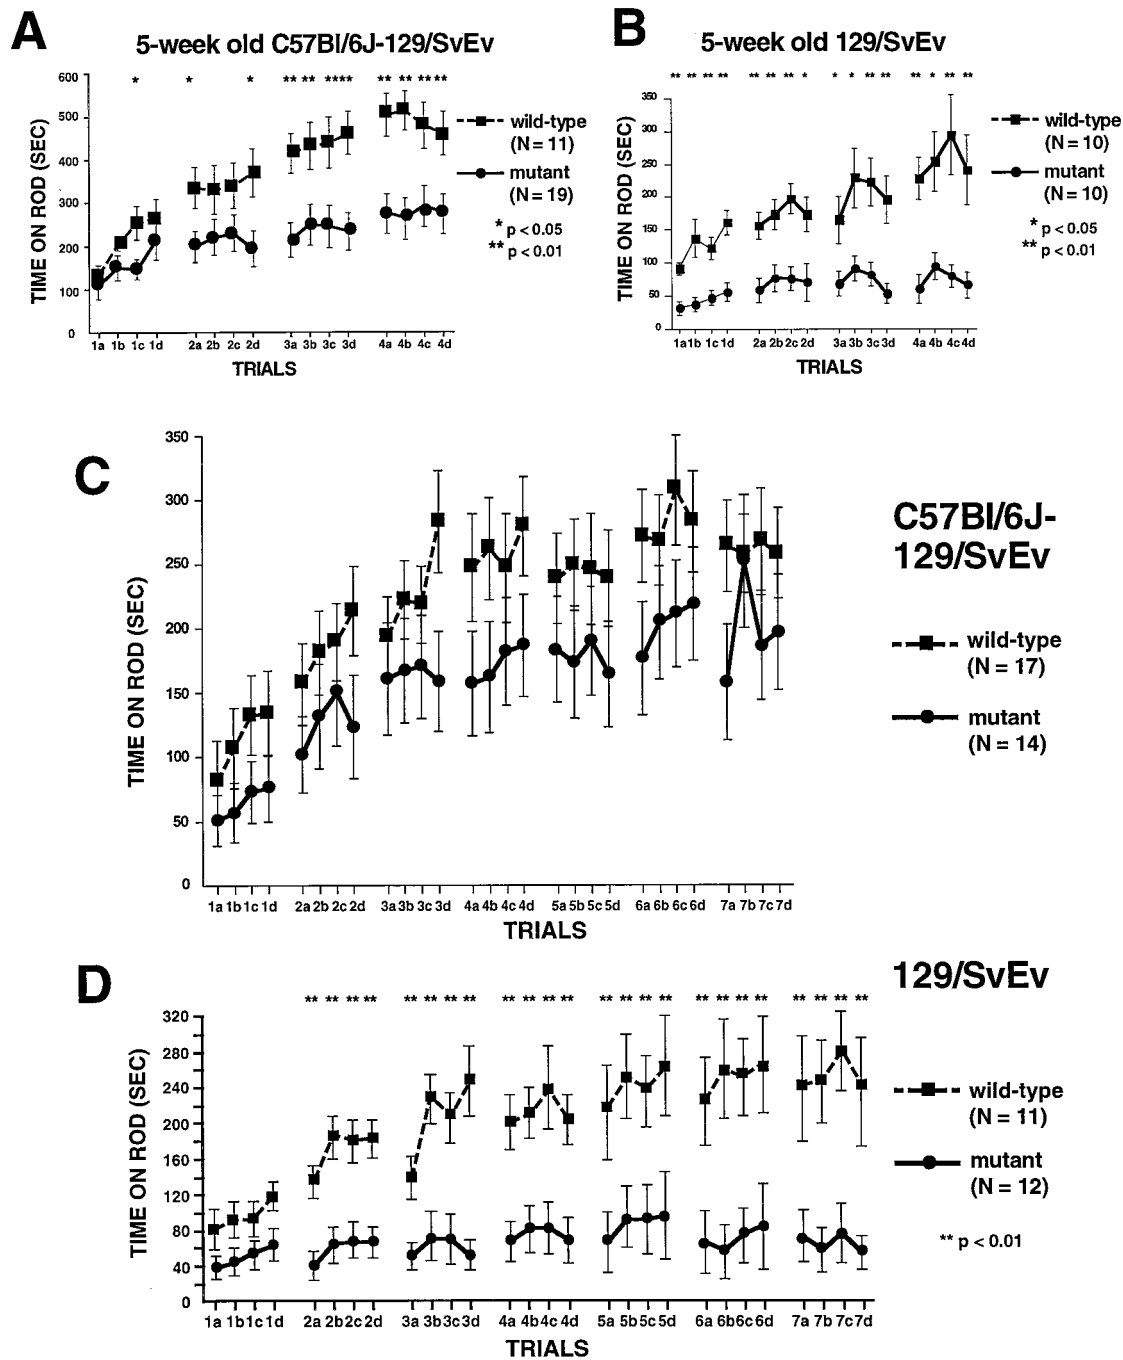 A
5-week old C57Bl/6J-129/SvEv
600
500
400
300
200
100
0
TIME ON ROD (SEC)
* * * ** ** **** ** ** ** **
wild-type
(N = 11)
mutant
(N = 19)
* p < 0.05
** p < 0.01
1a 1b 1c 1d 2a 2b 2c 2d 3a 3b 3c 3d 4a 4b 4c 4d
TRIALS
B
5-week old 129/SvEv
** ** ** ** ** ** ** * * * ** ** ** * ** **
350
300
250
200
150
100
50
0
TIME ON ROD (SEC)
wild-type
(N = 10)
mutant
(N = 10)
* p < 0.05
** p < 0.01
1a 1b 1c 1d 2a 2b 2c 2d 3a 3b 3c 3d 4a 4b 4c 4d
TRIALS
C
350
300
250
200
150
100
50
0
TIME ON ROD (SEC)
C57Bl/6J-
129/SvEv
wild-type
(N = 17)
mutant
(N = 14)
1a 1b 1c 1d 2a 2b 2c 2d 3a 3b 3c 3d 4a 4b 4c 4d 5a 5b 5c 5d 6a 6b 6c 6d 7a 7b 7c 7d
TRIALS
D
129/SvEv
** ** ** ** ** ** ** ** ** ** ** ** ** ** ** ** ** ** ** ** ** ** ** **
320
280
240
200
160
120
80
40
0
TIME ON ROD (SEC)
wild-type
(N = 11)
mutant
(N = 12)
** p < 0.01
1a 1b 1c 1d 2a 2b 2c 2d 3a 3b 3c 3d 4a 4b 4c 4d 5a 5b 5c 5d 6a 6b 6c 6d 7a 7b 7c 7d
TRIALS